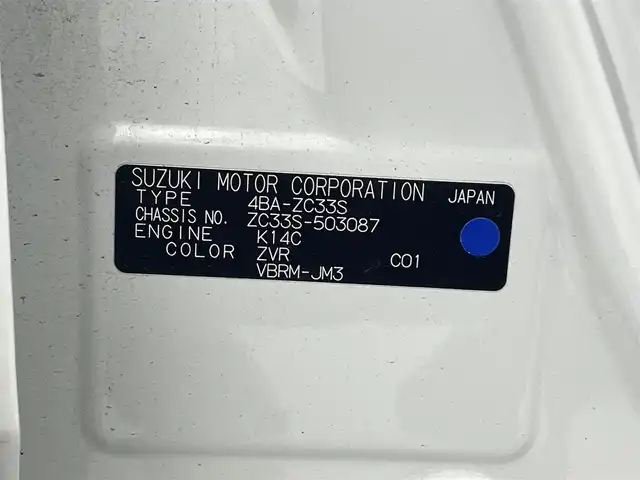 SUZUKI MOTOR CORPORATION JAPAN
TYPE 4BA-ZC33S
CHASSIS NO. ZC33S-503087
ENGINE K14C
COLOR ZVR C01
VBRM-JM3